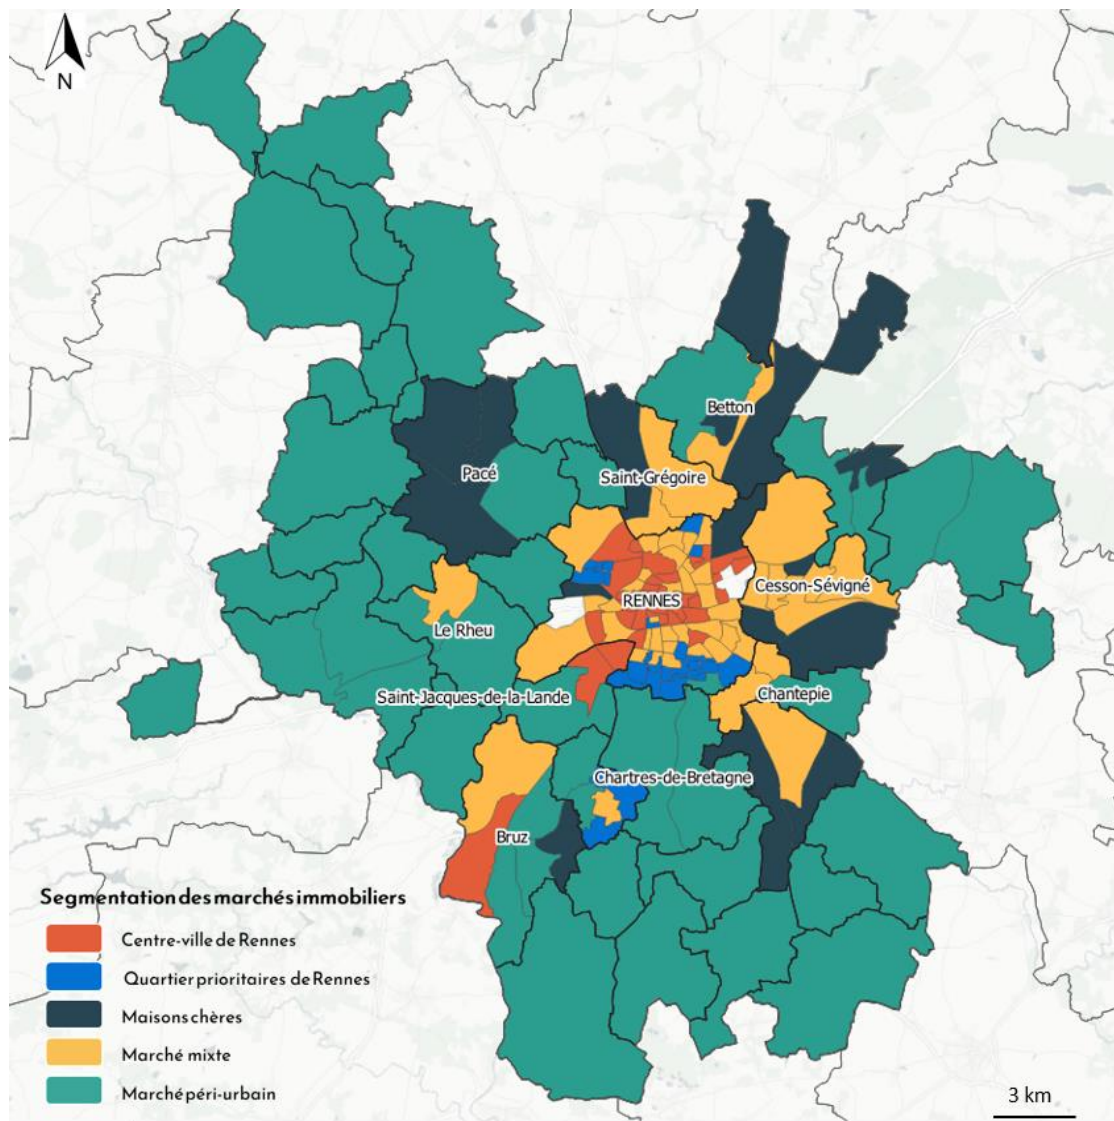 N
Betton
Pacé
Saint-Grégoire
Cesson-Sévigné
RENNES
Le Rheu
Saint-Jacques-de-la-Lande
Chantepie
Chartres-de-Bretagne
Bruz
Segmentation des marchés immobiliers
Centre-ville de Rennes
Quartier prioritaires de Rennes
Maisons chères
Marché mixte
Marché péri-urbain
3 km